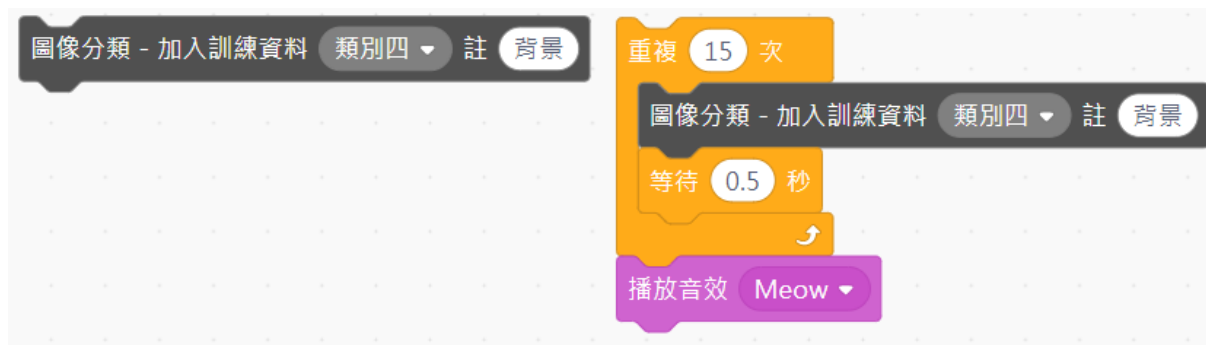 圖像分類 - 加入訓練資料 類別四 註 背景
重複 15 次
圖像分類 - 加入訓練資料 類別四 註 背景
等待 0.5 秒
播放音效 Meow